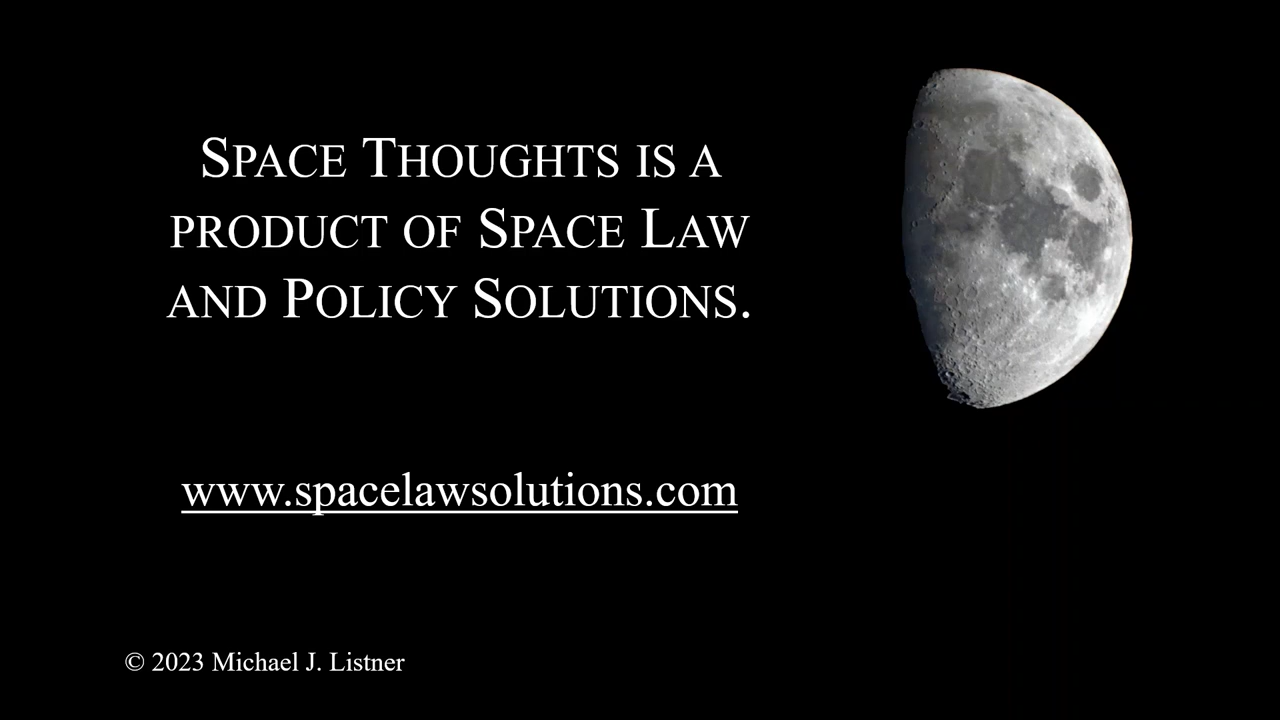 Space Thoughts is a
product of Space Law
and Policy Solutions.
www.spacelawsolutions.com
© 2023 Michael J. Listner